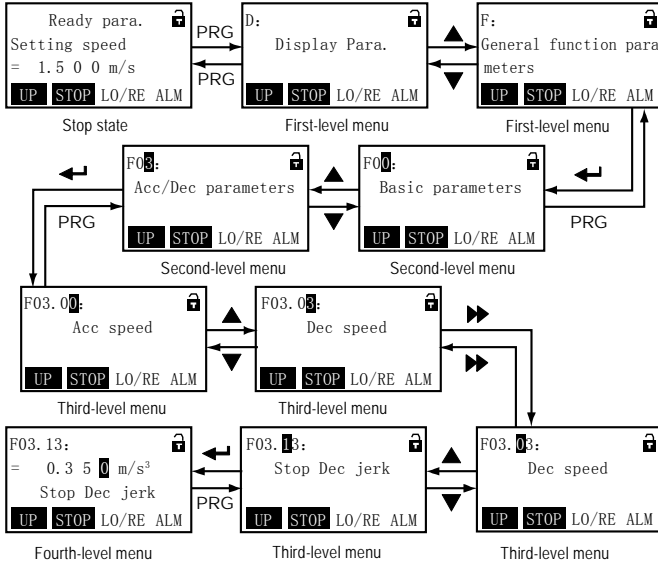 Ready para.
Setting speed
= 1.5 0 0 m/s
UP STOP LO/RE ALM
Stop state
PRG
PRG
D:
Display Para.
UP STOP LO/RE ALM
First-level menu
F:
General function para
meters
UP STOP LO/RE ALM
First-level menu
F03:
Acc/Dec parameters
UP STOP LO/RE ALM
Second-level menu
F00:
Basic parameters
UP STOP LO/RE ALM
Second-level menu
PRG
PRG
F03.00:
Acc speed
UP STOP LO/RE ALM
Third-level menu
F03.03:
Dec speed
UP STOP LO/RE ALM
Third-level menu
F03.13:
= 0.3 5 0 m/s³
Stop Dec jerk
UP STOP LO/RE ALM
Fourth-level menu
PRG
F03.13:
Stop Dec jerk
UP STOP LO/RE ALM
Third-level menu
F03.03:
Dec speed
UP STOP LO/RE ALM
Third-level menu